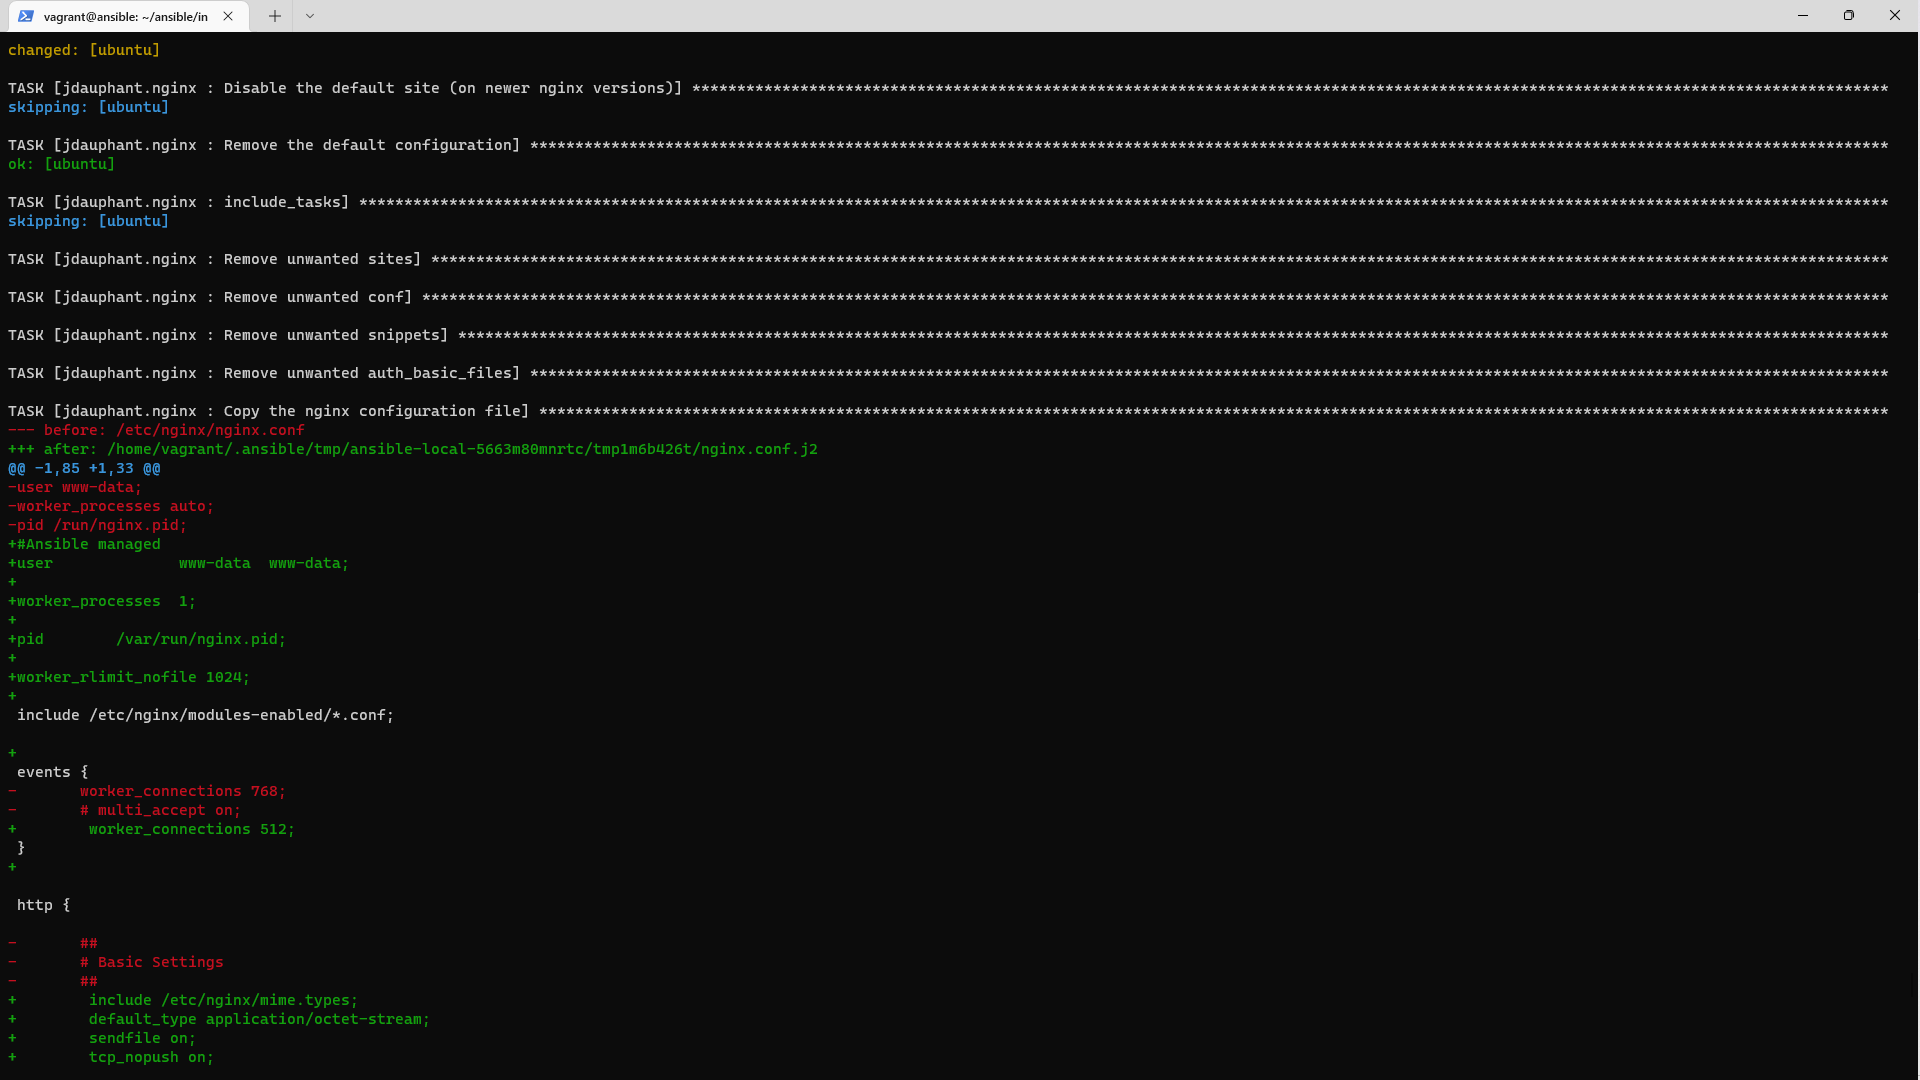 vagrant@ansible: ~/ansible/in
changed: [ubuntu]
TASK [jdauphant.nginx : Disable the default site (on newer nginx versions)] *************************************************************************************************************************************
skipping: [ubuntu]
TASK [jdauphant.nginx : Remove the default configuration] *******************************************************************************************************************************************************
ok: [ubuntu]
TASK [jdauphant.nginx : include_tasks] **************************************************************************************************************************************************************************
skipping: [ubuntu]
TASK [jdauphant.nginx : Remove unwanted sites] ******************************************************************************************************************************************************************
TASK [jdauphant.nginx : Remove unwanted conf] *******************************************************************************************************************************************************************
TASK [jdauphant.nginx : Remove unwanted snippets] ***************************************************************************************************************************************************************
TASK [jdauphant.nginx : Remove unwanted auth_basic_files] *******************************************************************************************************************************************************
TASK [jdauphant.nginx : Copy the nginx configuration file] ******************************************************************************************************************************************************
--- before: /etc/nginx/nginx.conf
+++ after: /home/vagrant/.ansible/tmp/ansible-local-5663m80mnrtc/tmp1m6b426t/nginx.conf.j2
@@ -1,85 +1,33 @@
-user www-data;
-worker_processes auto;
-pid /run/nginx.pid;
+#Ansible managed
+user              www-data  www-data;
+
+worker_processes  1;
+
+pid        /var/run/nginx.pid;
+
+worker_rlimit_nofile 1024;
+
 include /etc/nginx/modules-enabled/*.conf;
+
 events {
-       worker_connections 768;
-       # multi_accept on;
+        worker_connections 512;
 }
+
 http {
-       ##
-       # Basic Settings
-       ##
+        include /etc/nginx/mime.types;
+        default_type application/octet-stream;
+        sendfile on;
+        tcp_nopush on;